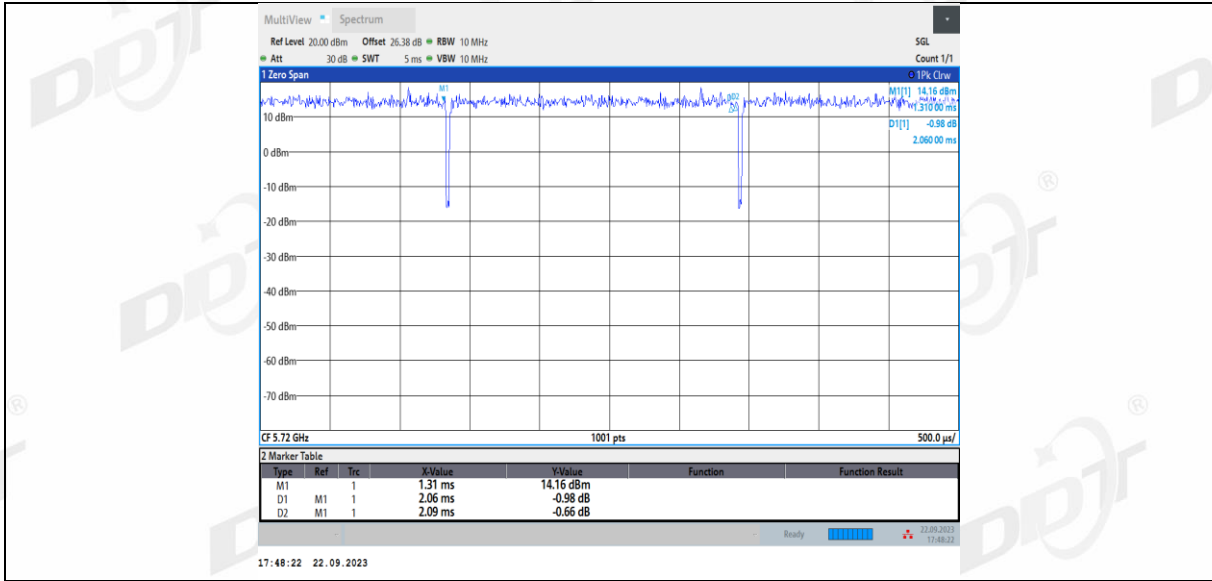 MultiView Spectrum
Ref Level 20.00 dBm Offset 26.38 dB RBW 10 MHz SGL
Att 30 dB SWT 5 ms VBW 10 MHz Count 1/1
1 Zero Span 1Pk Clrw
M1 D2 M1[1] 14.16 dBm
1.310 00 ms
10 dBm D1[1] -0.98 dB
2.060 00 ms
0 dBm
-10 dBm
-20 dBm
-30 dBm
-40 dBm
-50 dBm
-60 dBm
-70 dBm
CF 5.72 GHz 1001 pts 500.0 µs/
2 Marker Table
Type Ref Trc X-Value Y-Value Function Function Result
M1 1 1.31 ms 14.16 dBm
D1 M1 1 2.06 ms -0.98 dB
D2 M1 1 2.09 ms -0.66 dB
Ready 22.09.2023
17:48:22
17:48:22 22.09.2023
DDT ®